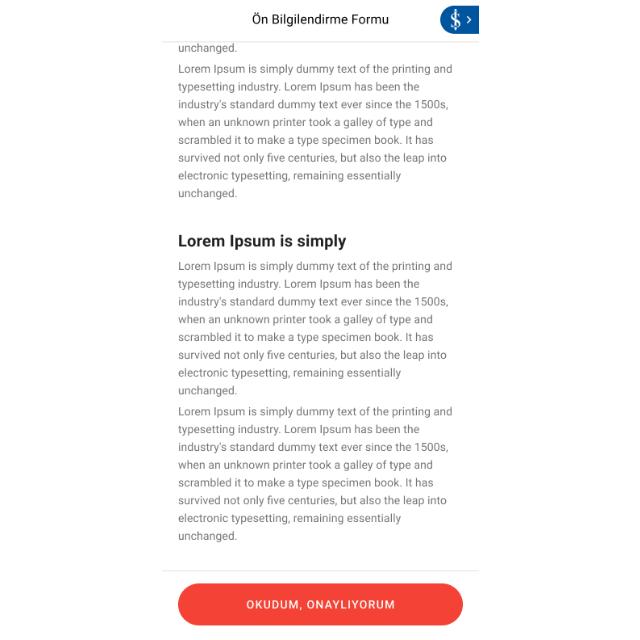 Ön Bilgilendirme Formu
unchanged.
Lorem Ipsum is simply dummy text of the printing and
typesetting industry. Lorem Ipsum has been the
industry's standard dummy text ever since the 1500s,
when an unknown printer took a galley of type and
scrambled it to make a type specimen book. It has
survived not only five centuries, but also the leap into
electronic typesetting, remaining essentially
unchanged.
Lorem Ipsum is simply
Lorem Ipsum is simply dummy text of the printing and
typesetting industry. Lorem Ipsum has been the
industry's standard dummy text ever since the 1500s,
when an unknown printer took a galley of type and
scrambled it to make a type specimen book. It has
survived not only five centuries, but also the leap into
electronic typesetting, remaining essentially
unchanged.
Lorem Ipsum is simply dummy text of the printing and
typesetting industry. Lorem Ipsum has been the
industry's standard dummy text ever since the 1500s,
when an unknown printer took a galley of type and
scrambled it to make a type specimen book. It has
survived not only five centuries, but also the leap into
electronic typesetting, remaining essentially
unchanged.
OKUDUM, ONAYLIYORUM